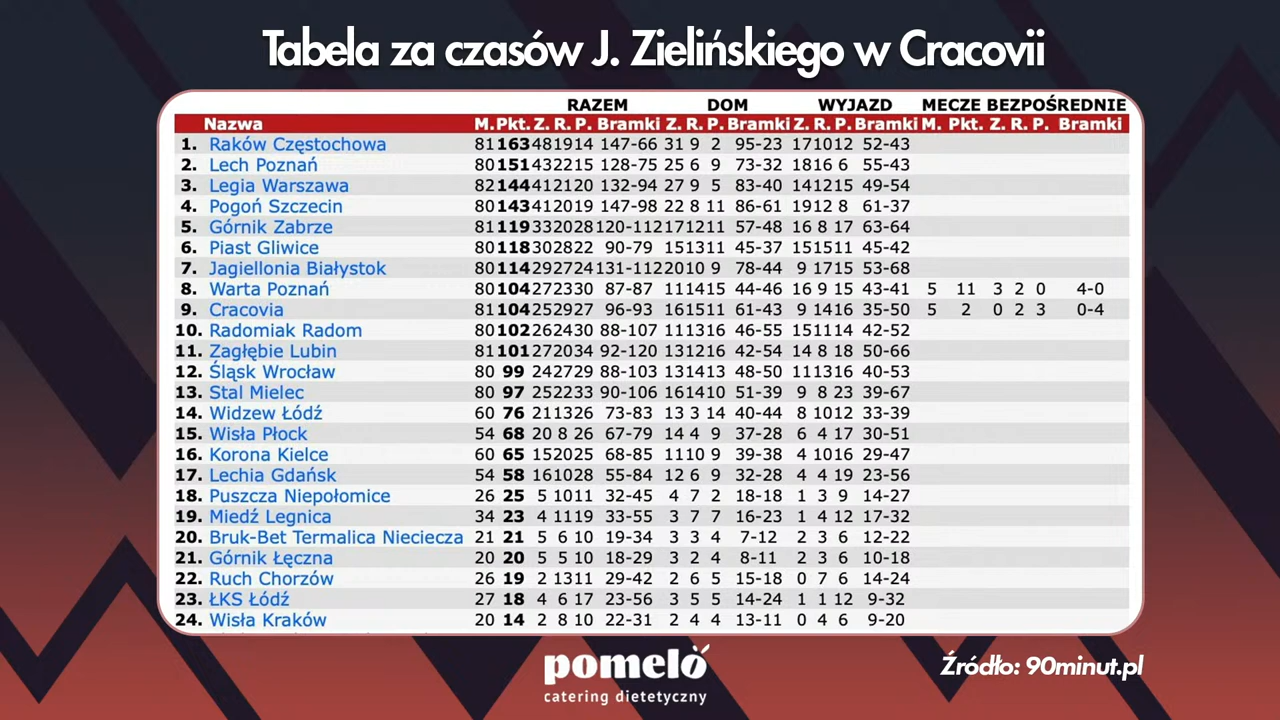 Tabela za czasów J. Zielińskiego w Cracovii
RAZEM DOM WYJAZD MECZE BEZPOŚREDNIE
Nazwa M. Pkt. Z. R. P. Bramki Z. R. P. Bramki Z. R. P. Bramki M. Pkt. Z. R. P. Bramki
1. Raków Częstochowa 81 163 48 19 14 147-66 31 9 2 95-23 17 10 12 52-43
2. Lech Poznań 80 151 43 22 15 128-75 25 6 9 73-32 18 16 6 55-43
3. Legia Warszawa 82 144 41 21 20 132-94 27 9 5 83-40 14 12 15 49-54
4. Pogoń Szczecin 80 143 41 20 19 147-98 22 8 11 86-61 19 12 8 61-37
5. Górnik Zabrze 81 119 33 20 28 120-112 17 12 11 57-48 16 8 17 63-64
6. Piast Gliwice 80 118 30 28 22 90-79 15 13 11 45-37 15 15 11 45-42
7. Jagiellonia Białystok 80 114 29 27 24 131-112 20 10 9 78-44 9 17 15 53-68
8. Warta Poznań 80 104 27 23 30 87-87 11 14 15 44-46 16 9 15 43-41 5 11 3 2 0 4-0
9. Cracovia 81 104 25 29 27 96-93 16 15 11 61-43 9 14 16 35-50 5 2 0 2 3 0-4
10. Radomiak Radom 80 102 26 24 30 88-107 11 13 16 46-55 15 11 14 42-52
11. Zagłębie Lubin 81 101 27 20 34 92-120 13 12 16 42-54 14 8 18 50-66
12. Śląsk Wrocław 80 99 24 27 29 88-103 13 14 13 48-50 11 13 16 40-53
13. Stal Mielec 80 97 25 22 33 90-106 16 14 10 51-39 9 8 23 39-67
14. Widzew Łódź 60 76 21 13 26 73-83 13 3 14 40-44 8 10 12 33-39
15. Wisła Płock 54 68 20 8 26 67-79 14 4 9 37-28 6 4 17 30-51
16. Korona Kielce 60 65 15 20 25 68-85 11 10 9 39-38 4 10 16 29-47
17. Lechia Gdańsk 54 58 16 10 28 55-84 12 6 9 32-28 4 4 19 23-56
18. Puszcza Niepołomice 26 25 5 10 11 32-45 4 7 2 18-18 1 3 9 14-27
19. Miedź Legnica 34 23 4 11 19 33-55 3 7 7 16-23 1 4 12 17-32
20. Bruk-Bet Termalica Nieciecza 21 21 5 6 10 19-34 3 3 4 7-12 2 3 6 12-22
21. Górnik Łęczna 20 20 5 5 10 18-29 3 2 4 8-11 2 3 6 10-18
22. Ruch Chorzów 26 19 2 13 11 29-42 2 6 5 15-18 0 7 6 14-24
23. ŁKS Łódź 27 18 4 6 17 23-56 3 5 5 14-24 1 1 12 9-32
24. Wisła Kraków 20 14 2 8 10 22-31 2 4 4 13-11 0 4 6 9-20
pomelo
catering dietetyczny
Źródło: 90minut.pl